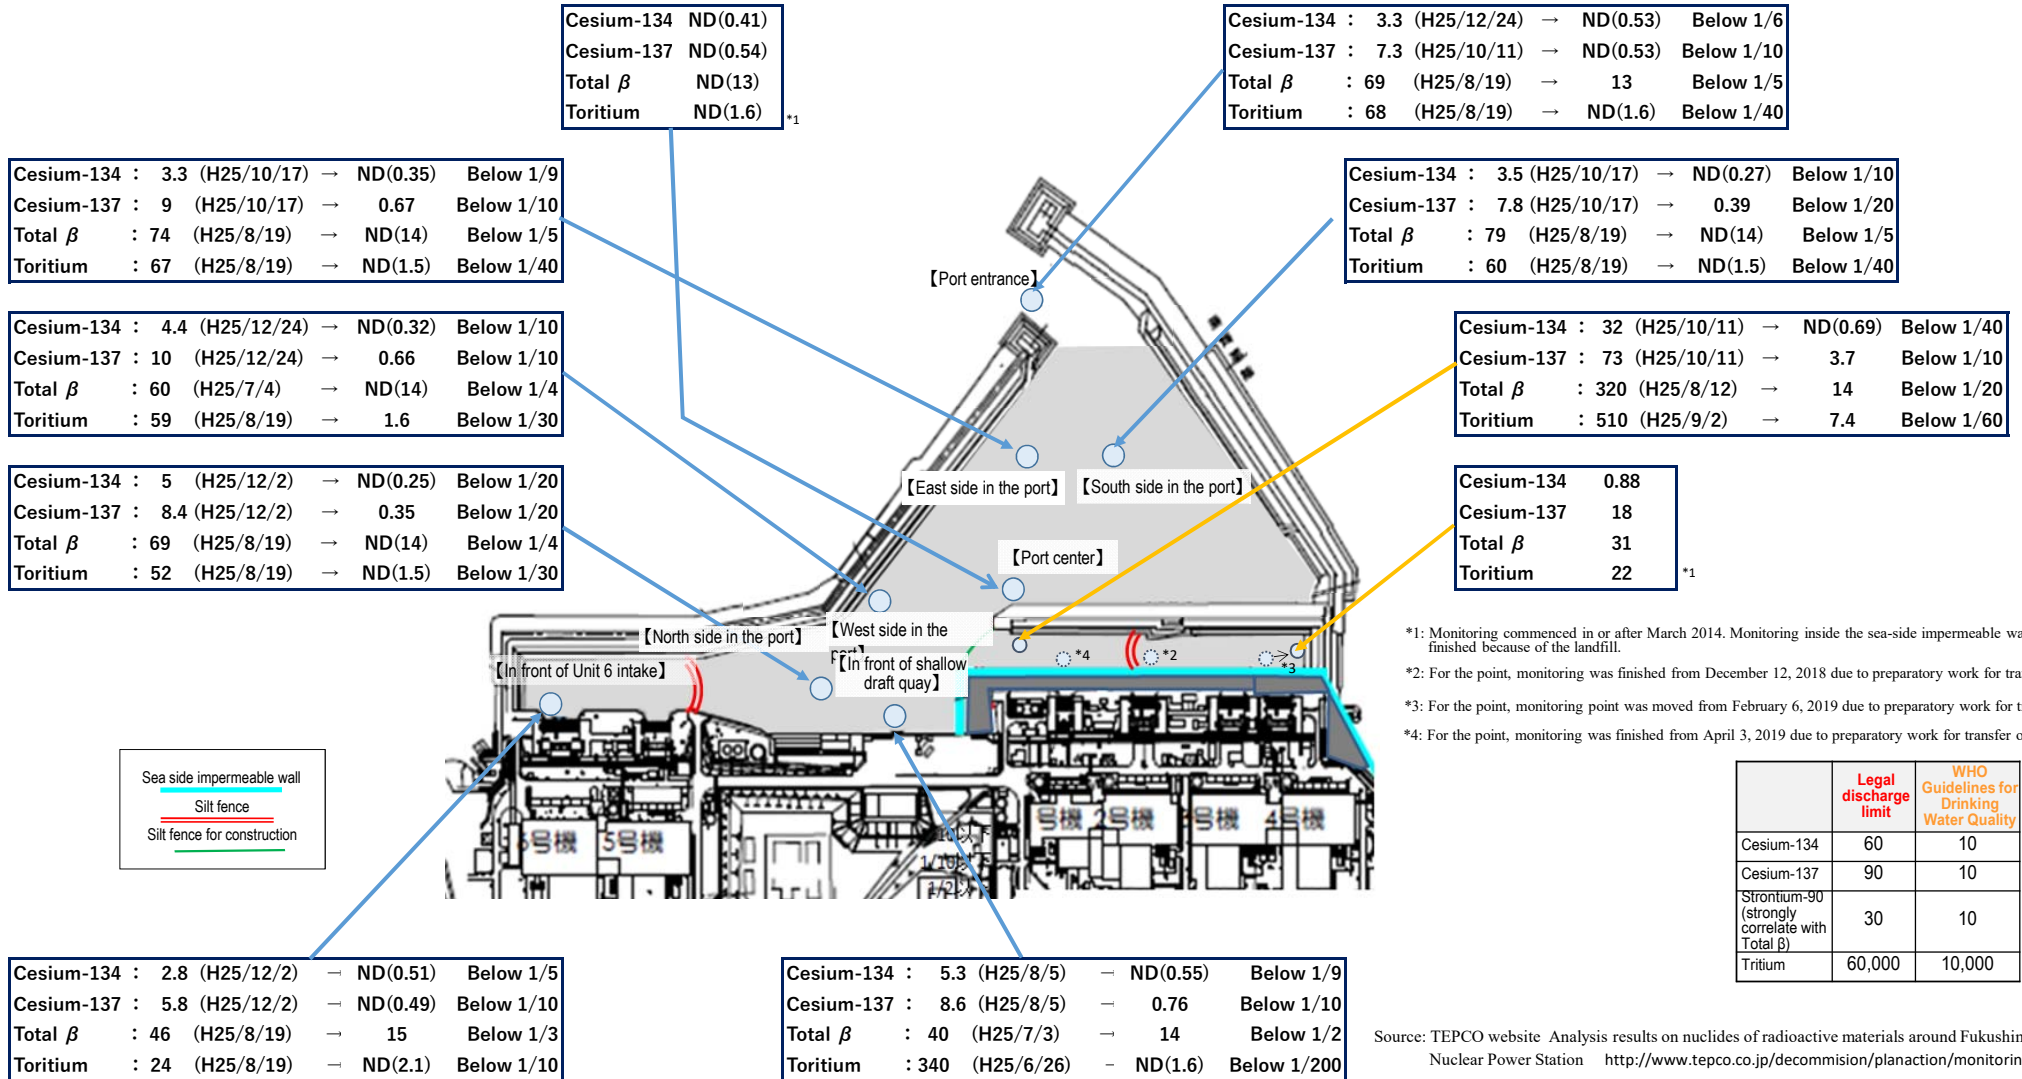 Cesium-134 ND(0.41)
Cesium-137 ND(0.54)
Total β ND(13)
Toritium ND(1.6)
*1
Cesium-134 : 3.3 (H25/12/24) → ND(0.53) Below 1/6
Cesium-137 : 7.3 (H25/10/11) → ND(0.53) Below 1/10
Total β : 69 (H25/8/19) → 13 Below 1/5
Toritium : 68 (H25/8/19) → ND(1.6) Below 1/40
Cesium-134 : 3.3 (H25/10/17) → ND(0.35) Below 1/9
Cesium-137 : 9 (H25/10/17) → 0.67 Below 1/10
Total β : 74 (H25/8/19) → ND(14) Below 1/5
Toritium : 67 (H25/8/19) → ND(1.5) Below 1/40
Cesium-134 : 3.5 (H25/10/17) → ND(0.27) Below 1/10
Cesium-137 : 7.8 (H25/10/17) → 0.39 Below 1/20
Total β : 79 (H25/8/19) → ND(14) Below 1/5
Toritium : 60 (H25/8/19) → ND(1.5) Below 1/40
Cesium-134 : 4.4 (H25/12/24) → ND(0.32) Below 1/10
Cesium-137 : 10 (H25/12/24) → 0.66 Below 1/10
Total β : 60 (H25/7/4) → ND(14) Below 1/4
Toritium : 59 (H25/8/19) → 1.6 Below 1/30
Cesium-134 : 32 (H25/10/11) → ND(0.69) Below 1/40
Cesium-137 : 73 (H25/10/11) → 3.7 Below 1/10
Total β : 320 (H25/8/12) → 14 Below 1/20
Toritium : 510 (H25/9/2) → 7.4 Below 1/60
Cesium-134 : 5 (H25/12/2) → ND(0.25) Below 1/20
Cesium-137 : 8.4 (H25/12/2) → 0.35 Below 1/20
Total β : 69 (H25/8/19) → ND(14) Below 1/4
Toritium : 52 (H25/8/19) → ND(1.5) Below 1/30
Cesium-134 0.88
Cesium-137 18
Total β 31
Toritium 22
*1
【Port entrance】
【East side in the port】
【South side in the port】
【Port center】
【North side in the port】
【West side in the
port】
【In front of shallow
draft quay】
【In front of Unit 6 intake】
*4
*2
*3
*1: Monitoring commenced in or after March 2014. Monitoring inside the sea-side impermeable wa
finished because of the landfill.
*2: For the point, monitoring was finished from December 12, 2018 due to preparatory work for tra
*3: For the point, monitoring point was moved from February 6, 2019 due to preparatory work for t
*4: For the point, monitoring was finished from April 3, 2019 due to preparatory work for transfer o
Sea side impermeable wall
Silt fence
Silt fence for construction
6号機
5号機
号機
2号機
号機
4号機
1/10以下
1/2以下
Legal
discharge
limit
WHO
Guidelines for
Drinking
Water Quality
Cesium-134 60 10
Cesium-137 90 10
Strontium-90
(strongly
correlate with
Total β) 30 10
Tritium 60,000 10,000
Cesium-134 : 2.8 (H25/12/2) → ND(0.51) Below 1/5
Cesium-137 : 5.8 (H25/12/2) → ND(0.49) Below 1/10
Total β : 46 (H25/8/19) → 15 Below 1/3
Toritium : 24 (H25/8/19) → ND(2.1) Below 1/10
Cesium-134 : 5.3 (H25/8/5) → ND(0.55) Below 1/9
Cesium-137 : 8.6 (H25/8/5) → 0.76 Below 1/10
Total β : 40 (H25/7/3) → 14 Below 1/2
Toritium : 340 (H25/6/26) → ND(1.6) Below 1/200
Source: TEPCO website Analysis results on nuclides of radioactive materials around Fukushim
Nuclear Power Station http://www.tepco.co.jp/decommision/planaction/monitorin